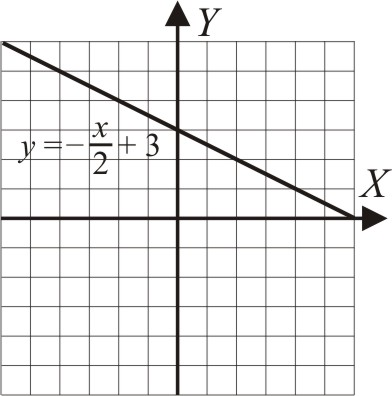 Y
y = -x/2 + 3
X